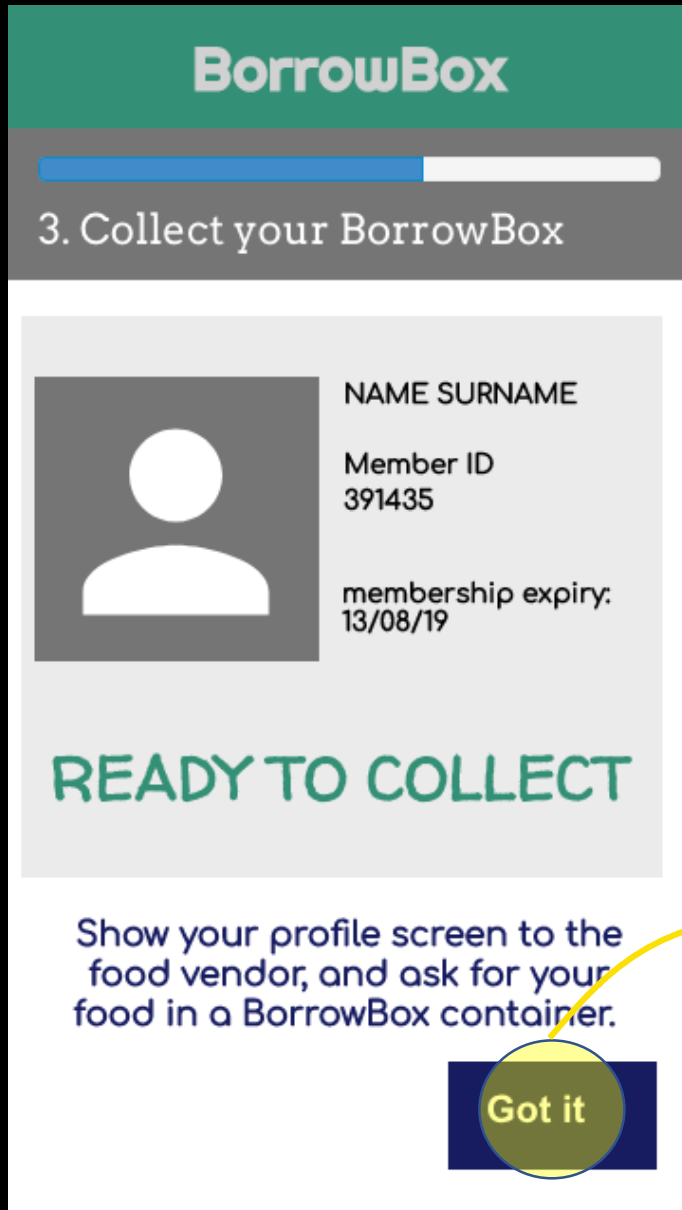 BorrowBox
3. Collect your BorrowBox
NAME SURNAME
Member ID
391435
membership expiry:
13/08/19
READY TO COLLECT
Show your profile screen to the
food vendor, and ask for your
food in a BorrowBox container.
Got it